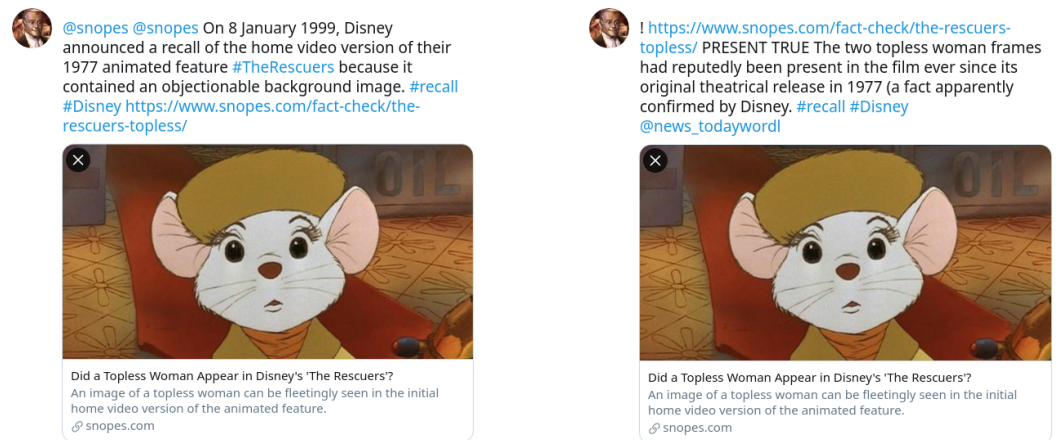 @snopes @snopes On 8 January 1999, Disney
announced a recall of the home video version of their
1977 animated feature #TheRescuers because it
contained an objectionable background image. #recall
#Disney https://www.snopes.com/fact-check/the-
rescuers-topless/
OIL
Did a Topless Woman Appear in Disney's 'The Rescuers'?
An image of a topless woman can be fleetingly seen in the initial
home video version of the animated feature.
snopes.com
! https://www.snopes.com/fact-check/the-rescuers-
topless/ PRESENT TRUE The two topless woman frames
had reputedly been present in the film ever since its
original theatrical release in 1977 (a fact apparently
confirmed by Disney. #recall #Disney
@news_todaywordl
OIL
Did a Topless Woman Appear in Disney's 'The Rescuers'?
An image of a topless woman can be fleetingly seen in the initial
home video version of the animated feature.
snopes.com